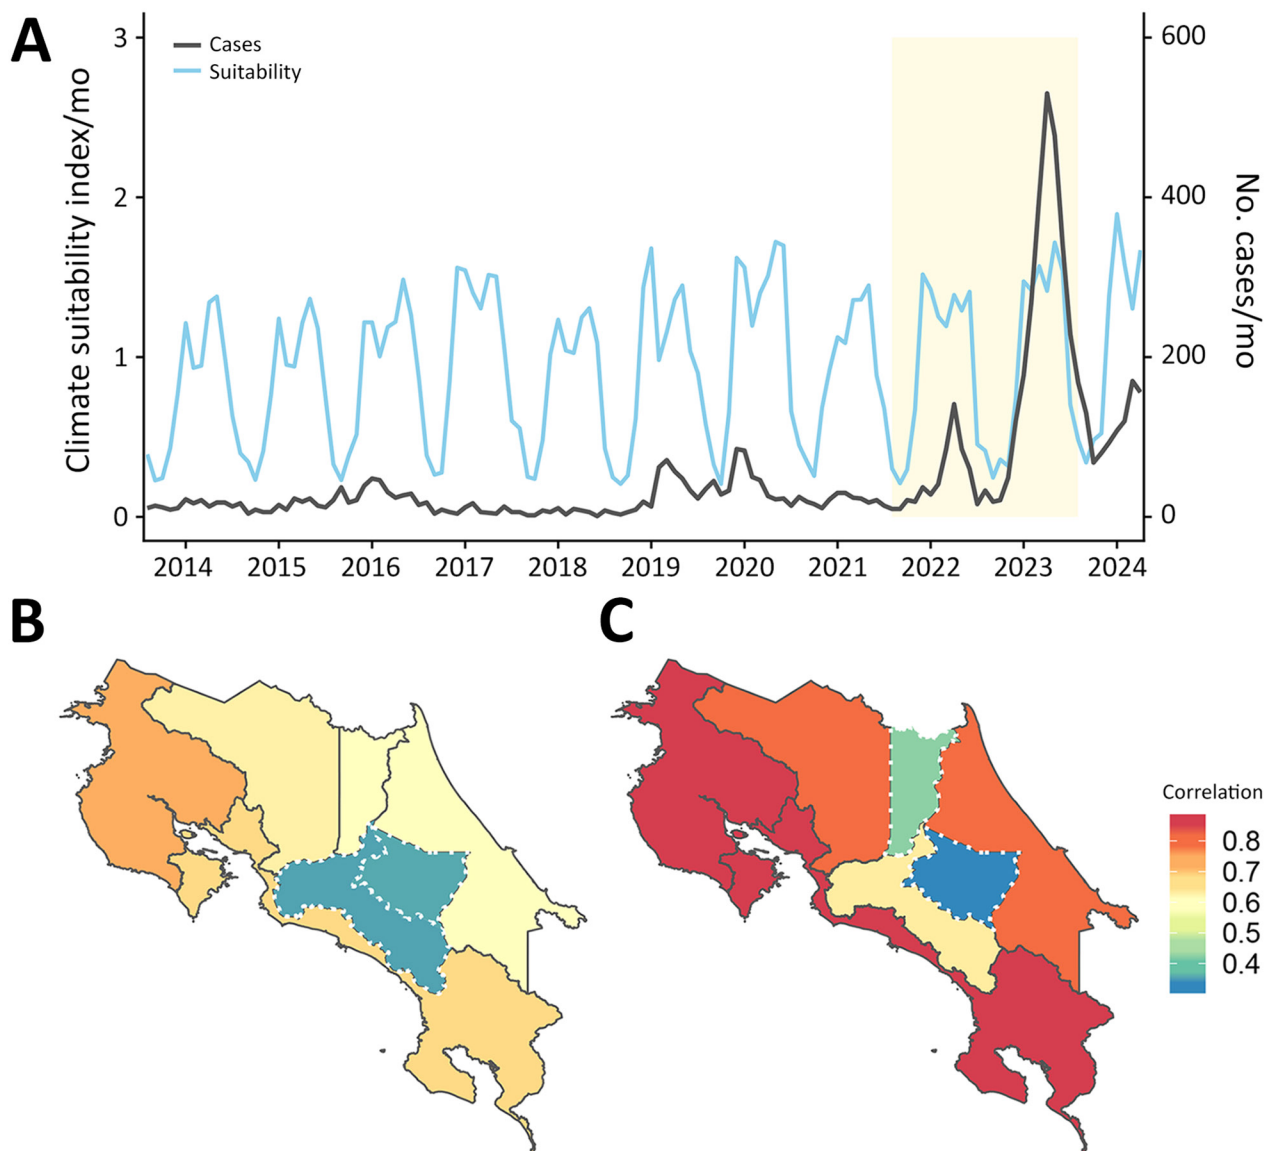 A
Climate suitability index/mo
3
2
1
0
Cases
Suitability
600
400
200
0
No. cases/mo
2014 2015 2016 2017 2018 2019 2020 2021 2022 2023 2024
B
C
Correlation
0.8
0.7
0.6
0.5
0.4